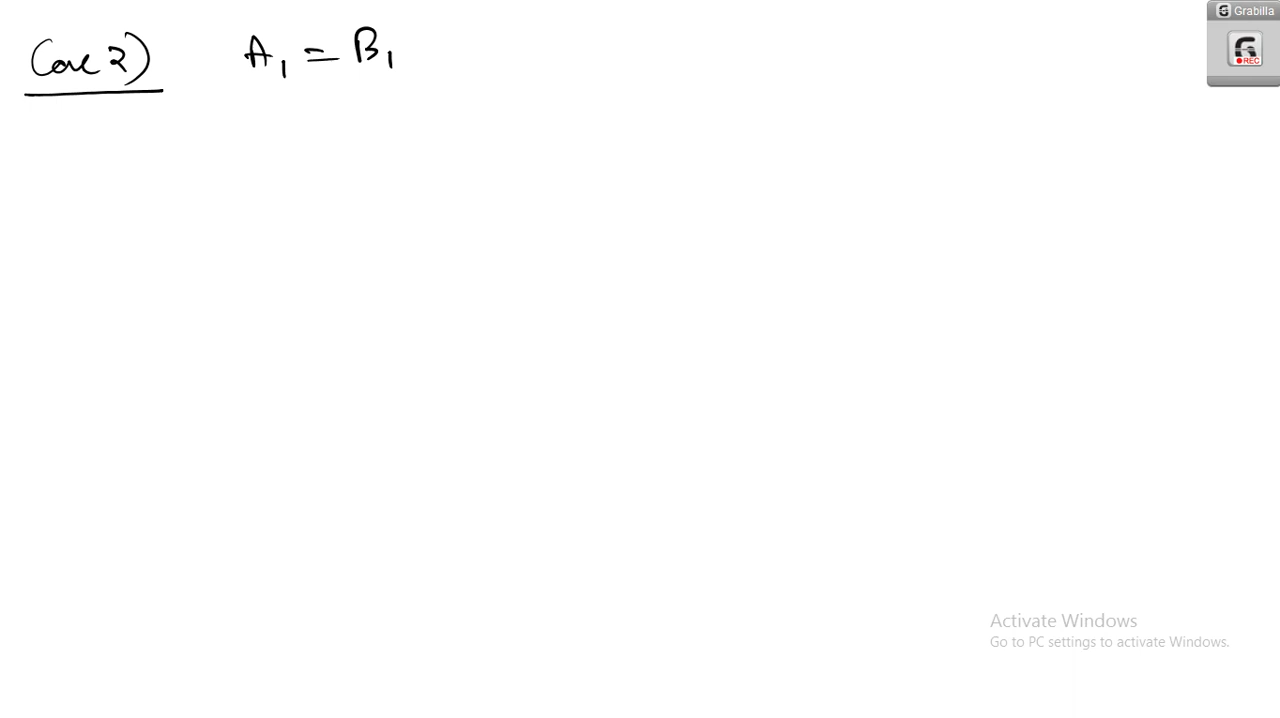 Case 2) A₁ = B₁
Grabilla
REC
Activate Windows
Go to PC settings to activate Windows.